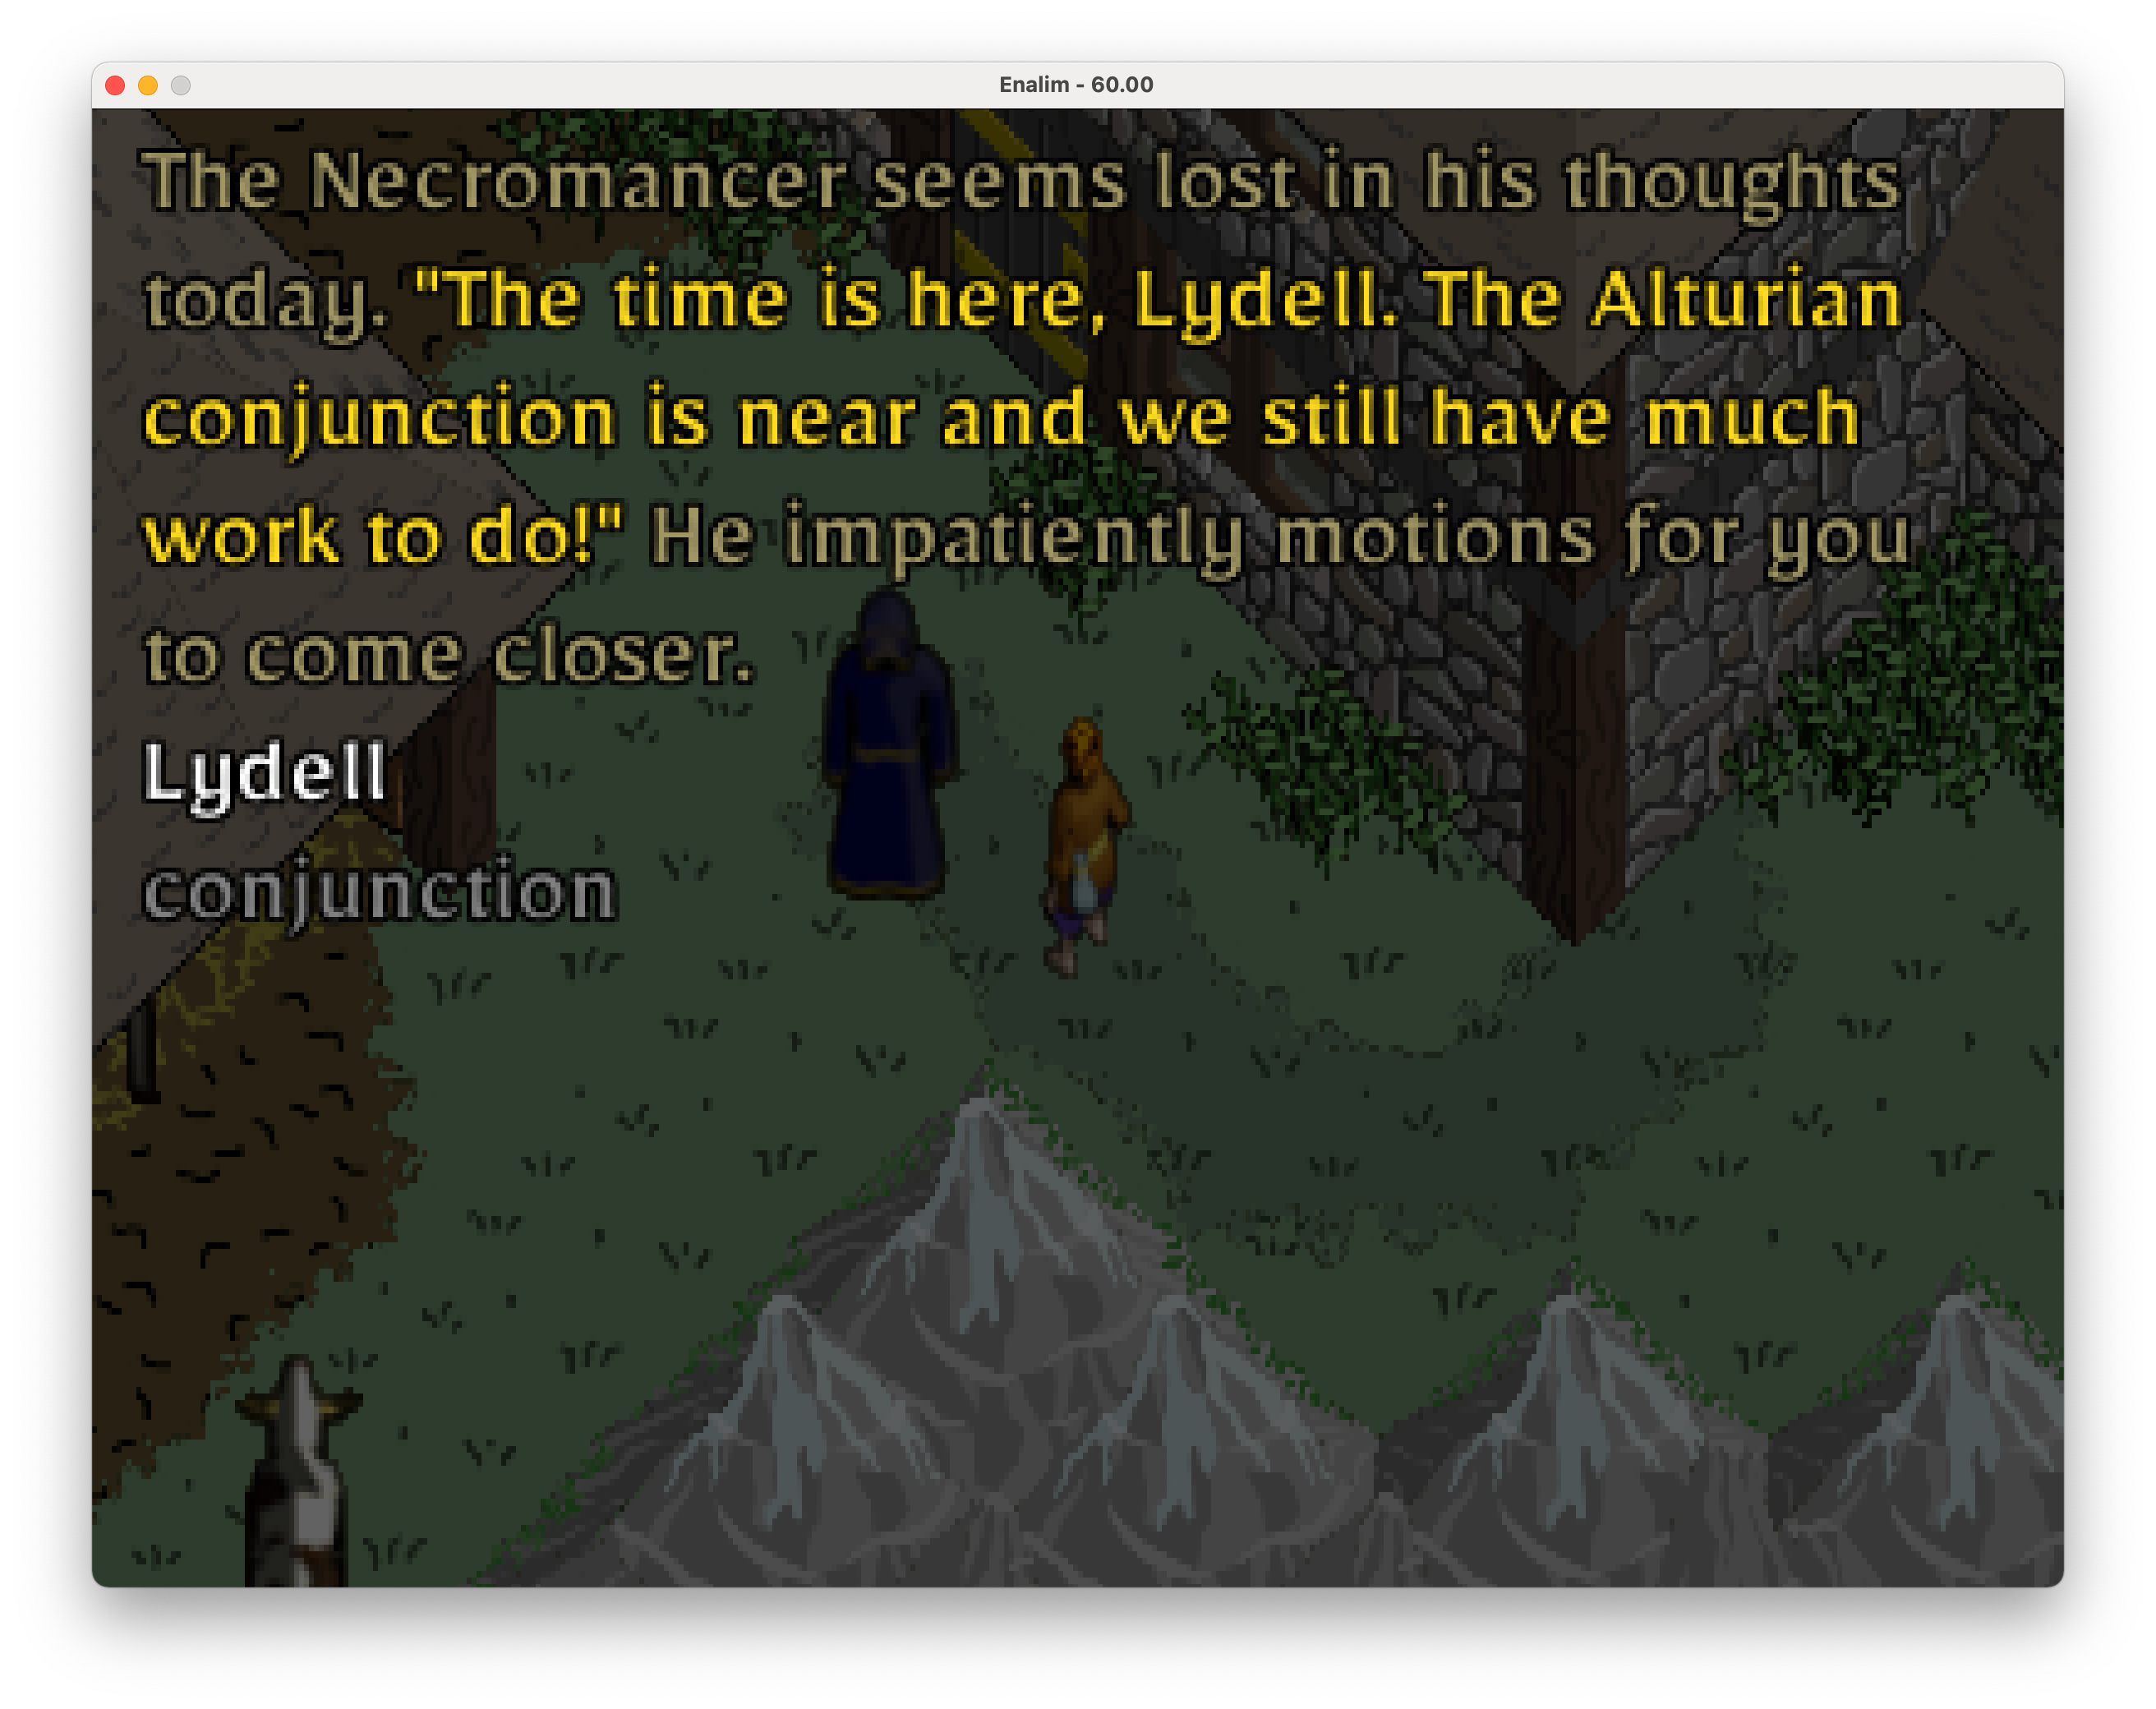 Enalim - 60.00
The Necromancer seems lost in his thoughts
today. "The time is here, Lydell. The Alturian
conjunction is near and we still have much
work to do!" He impatiently motions for you
to come closer.
Lydell
conjunction